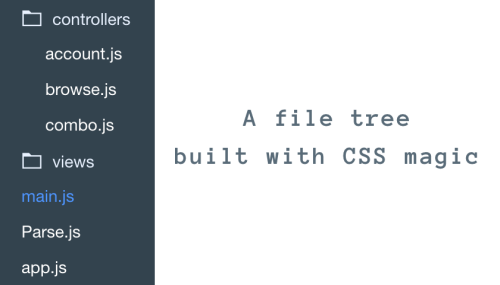 controllers
account.js
browse.js
combo.js
views
main.js
Parse.js
app.js
A file tree
built with CSS magic